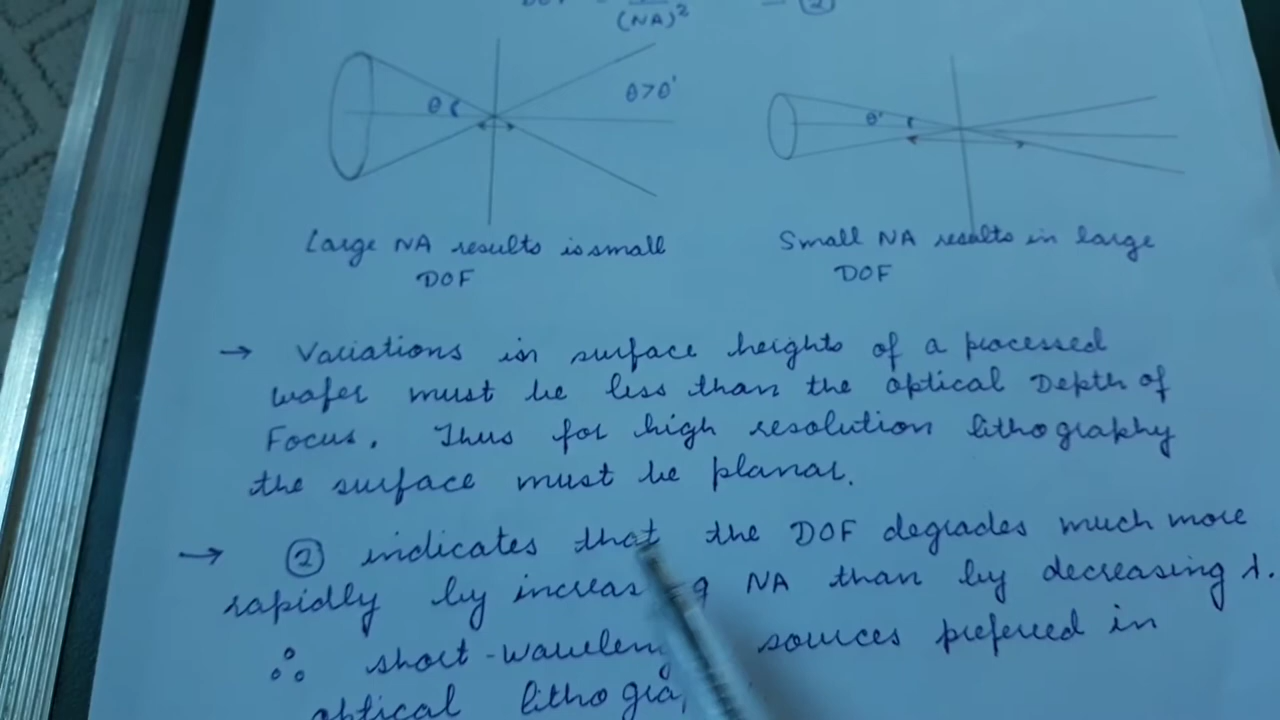 (NA)² — ②
θ
θ>θ'
θ'
Large NA results is small
DOF
Small NA results in large
DOF
→ Variations in surface heights of a processed
wafer must be less than the optical Depth of
Focus. Thus for high resolution lithography
the surface must be planar.
→ ② indicates that the DOF degrades much more
rapidly by increas g NA than by decreasing λ.
∴ short-wavelen sources preferred in
optical lithogra